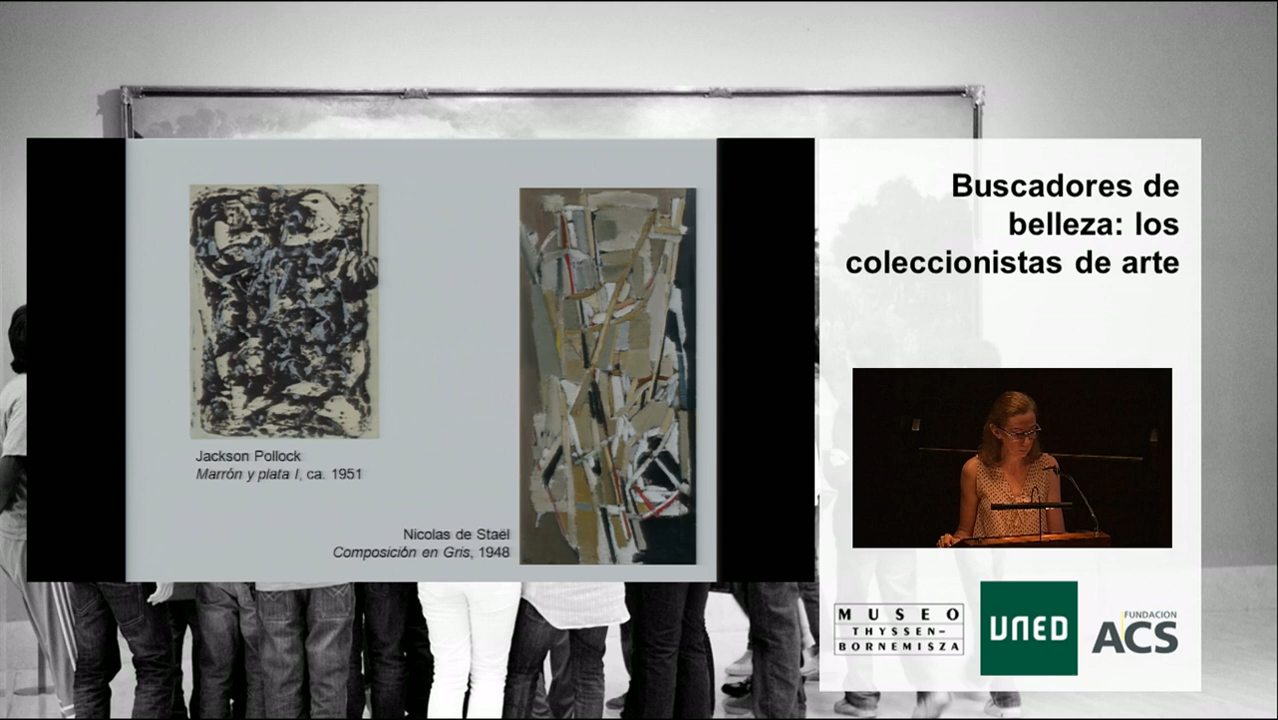 Jackson Pollock
Marrón y plata I, ca. 1951
Nicolas de Staël
Composición en Gris, 1948
Buscadores de
belleza: los
coleccionistas de arte
MUSEO
THYSSEN-
BORNEMISZA
UNED
FUNDACION
ACS